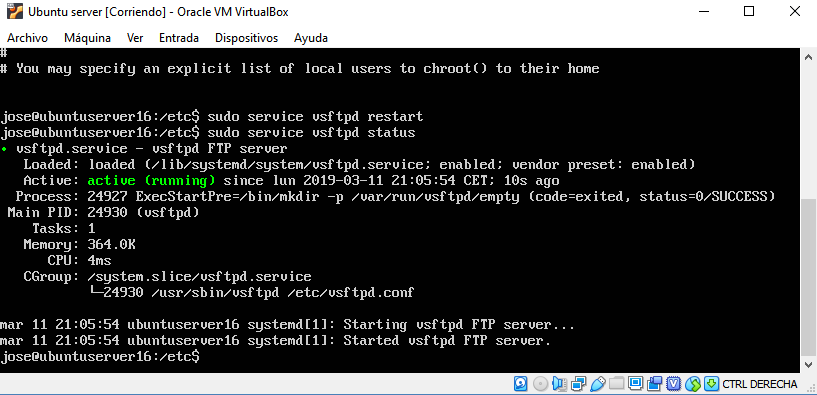 Ubuntu server [Corriendo] - Oracle VM VirtualBox
Archivo Máquina Ver Entrada Dispositivos Ayuda
#
# You may specify an explicit list of local users to chroot() to their home
jose@ubuntuserver16:/etc$ sudo service vsftpd restart
jose@ubuntuserver16:/etc$ sudo service vsftpd status
• vsftpd.service - vsftpd FTP server
Loaded: loaded (/lib/systemd/system/vsftpd.service; enabled; vendor preset: enabled)
Active: active (running) since lun 2019-03-11 21:05:54 CET; 10s ago
Process: 24927 ExecStartPre=/bin/mkdir -p /var/run/vsftpd/empty (code=exited, status=0/SUCCESS)
Main PID: 24930 (vsftpd)
Tasks: 1
Memory: 364.0K
CPU: 4ms
CGroup: /system.slice/vsftpd.service
└─24930 /usr/sbin/vsftpd /etc/vsftpd.conf
mar 11 21:05:54 ubuntuserver16 systemd[1]: Starting vsftpd FTP server...
mar 11 21:05:54 ubuntuserver16 systemd[1]: Started vsftpd FTP server.
jose@ubuntuserver16:/etc$
CTRL DERECHA